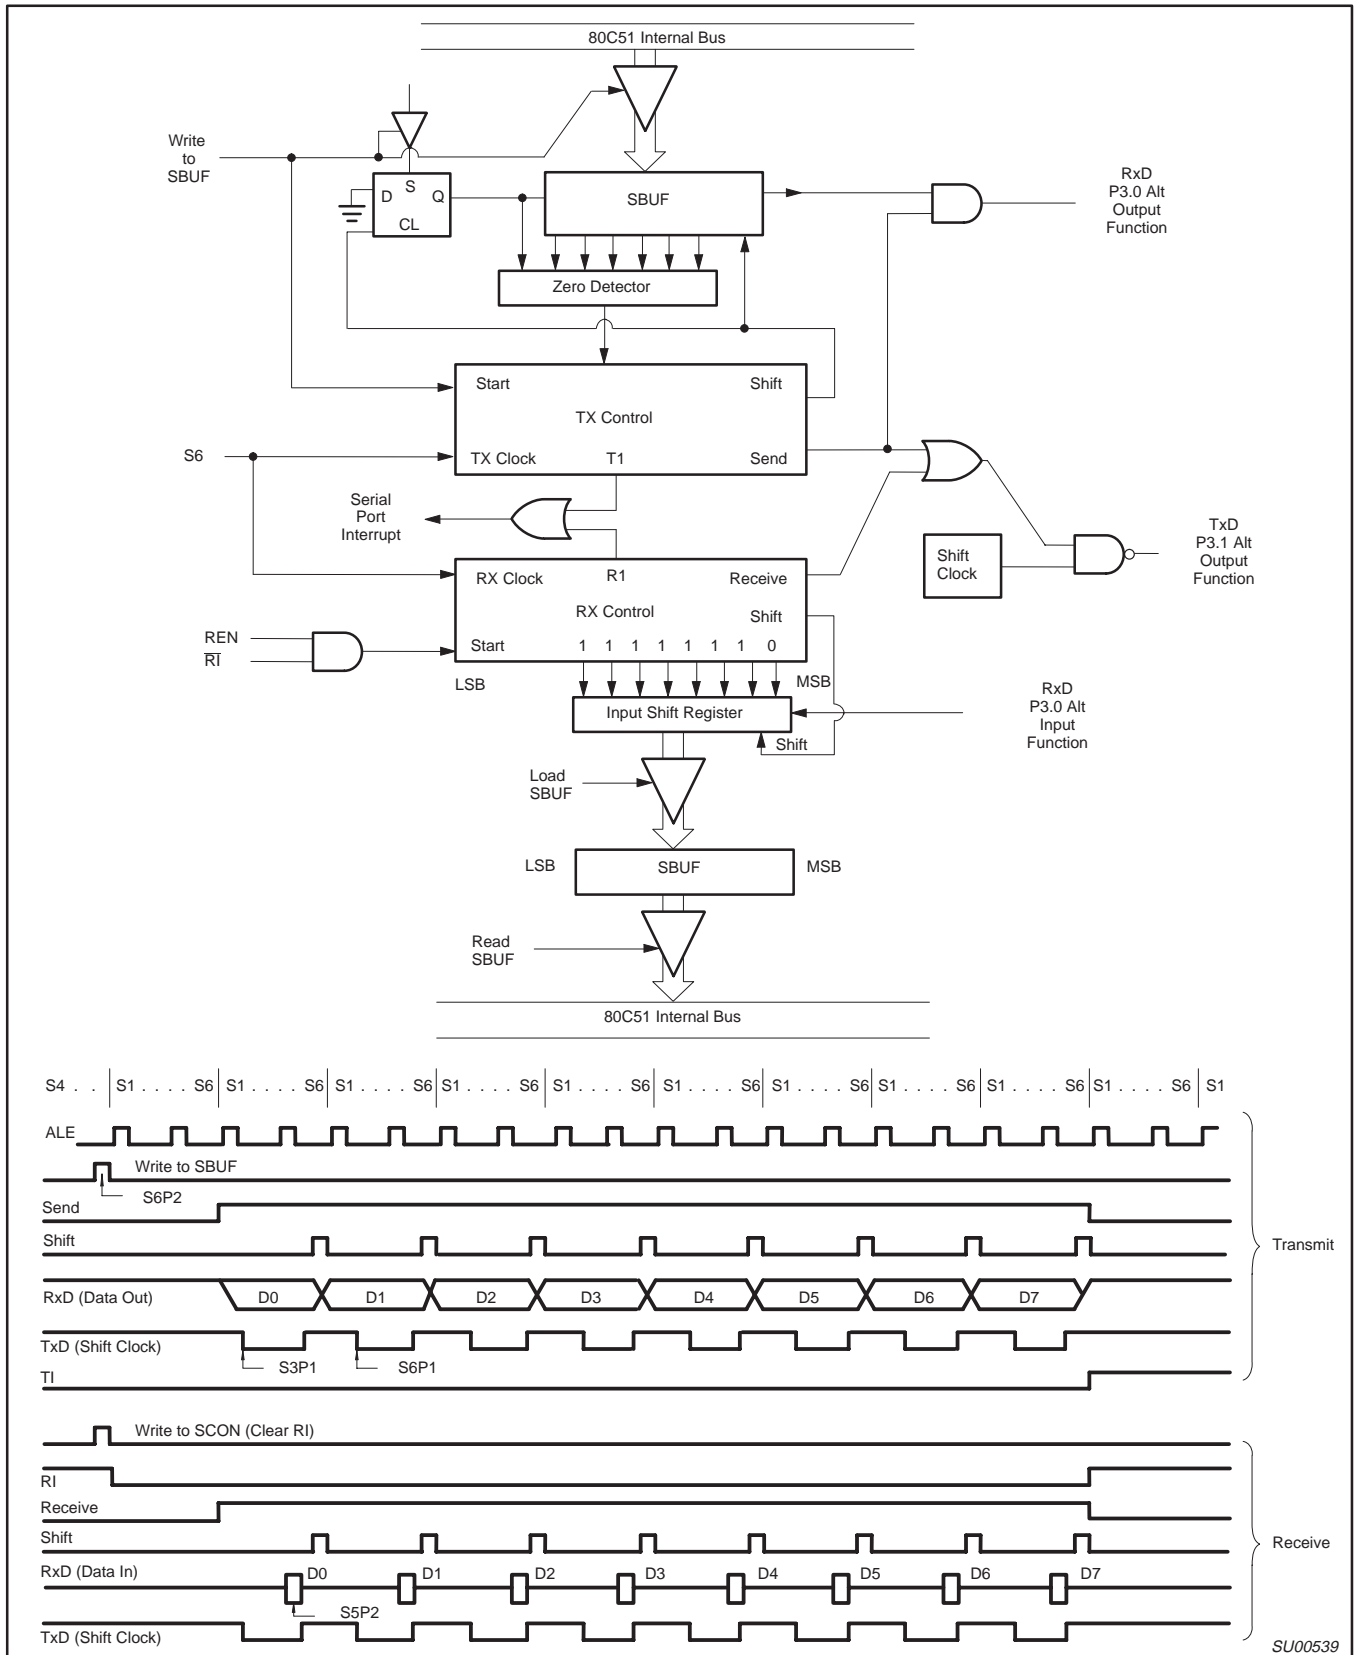 80C51 Internal Bus
Write
to
SBUF
D
S
Q
CL
SBUF
RxD
P3.0 Alt
Output
Function
Zero Detector
Start
Shift
TX Control
S6
TX Clock
T1
Send
Serial
Port
Interrupt
TxD
P3.1 Alt
Output
Function
Shift
Clock
RX Clock
R1
Receive
RX Control
Shift
REN
RI
Start
1 1 1 1 1 1 1 0
LSB
MSB
Input Shift Register
RxD
P3.0 Alt
Input
Function
Shift
Load
SBUF
LSB
SBUF
MSB
Read
SBUF
80C51 Internal Bus
S4 . . S1 . . . . S6 S1 . . . . S6 S1 . . . . S6 S1 . . . . S6 S1 . . . . S6 S1 . . . . S6 S1 . . . . S6 S1 . . . . S6 S1 . . . . S6 S1 . . . . S6 S1
ALE
Write to SBUF
S6P2
Send
Shift
Transmit
RxD (Data Out)
D0 D1 D2 D3 D4 D5 D6 D7
TxD (Shift Clock)
S3P1
S6P1
TI
Write to SCON (Clear RI)
RI
Receive
Shift
Receive
RxD (Data In)
D0 D1 D2 D3 D4 D5 D6 D7
S5P2
TxD (Shift Clock)
SU00539